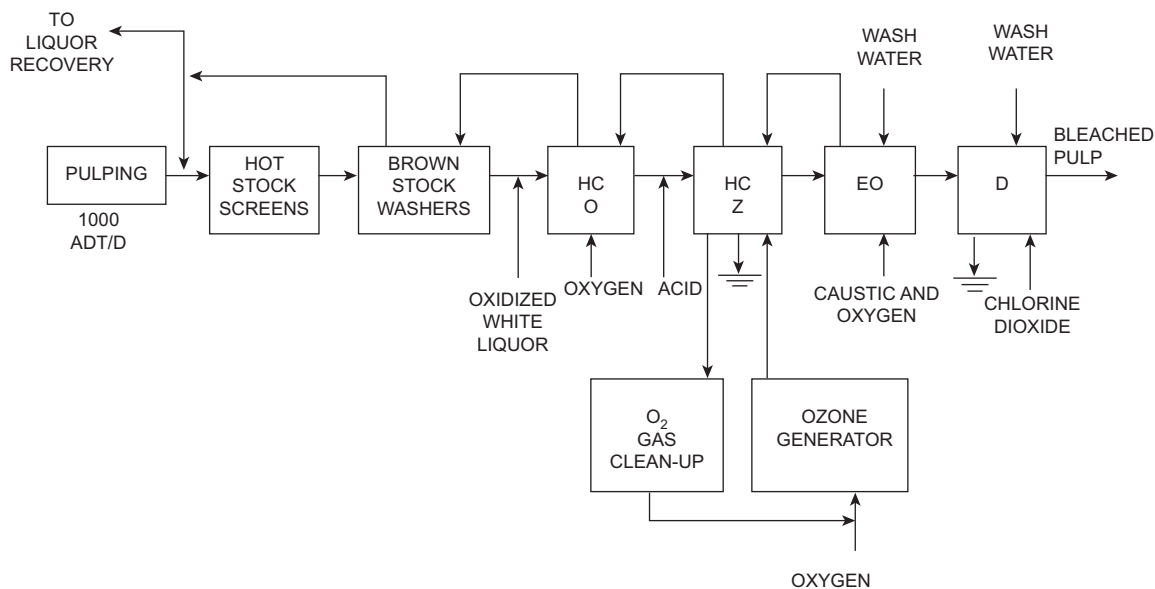 TO
LIQUOR
RECOVERY
WASH
WATER
WASH
WATER
PULPING
1000
ADT/D
HOT
STOCK
SCREENS
BROWN
STOCK
WASHERS
HC
O
HC
Z
EO
D
BLEACHED
PULP
OXIDIZED
WHITE
LIQUOR
OXYGEN
ACID
CAUSTIC AND
OXYGEN
CHLORINE
DIOXIDE
O2
GAS
CLEAN-UP
OZONE
GENERATOR
OXYGEN